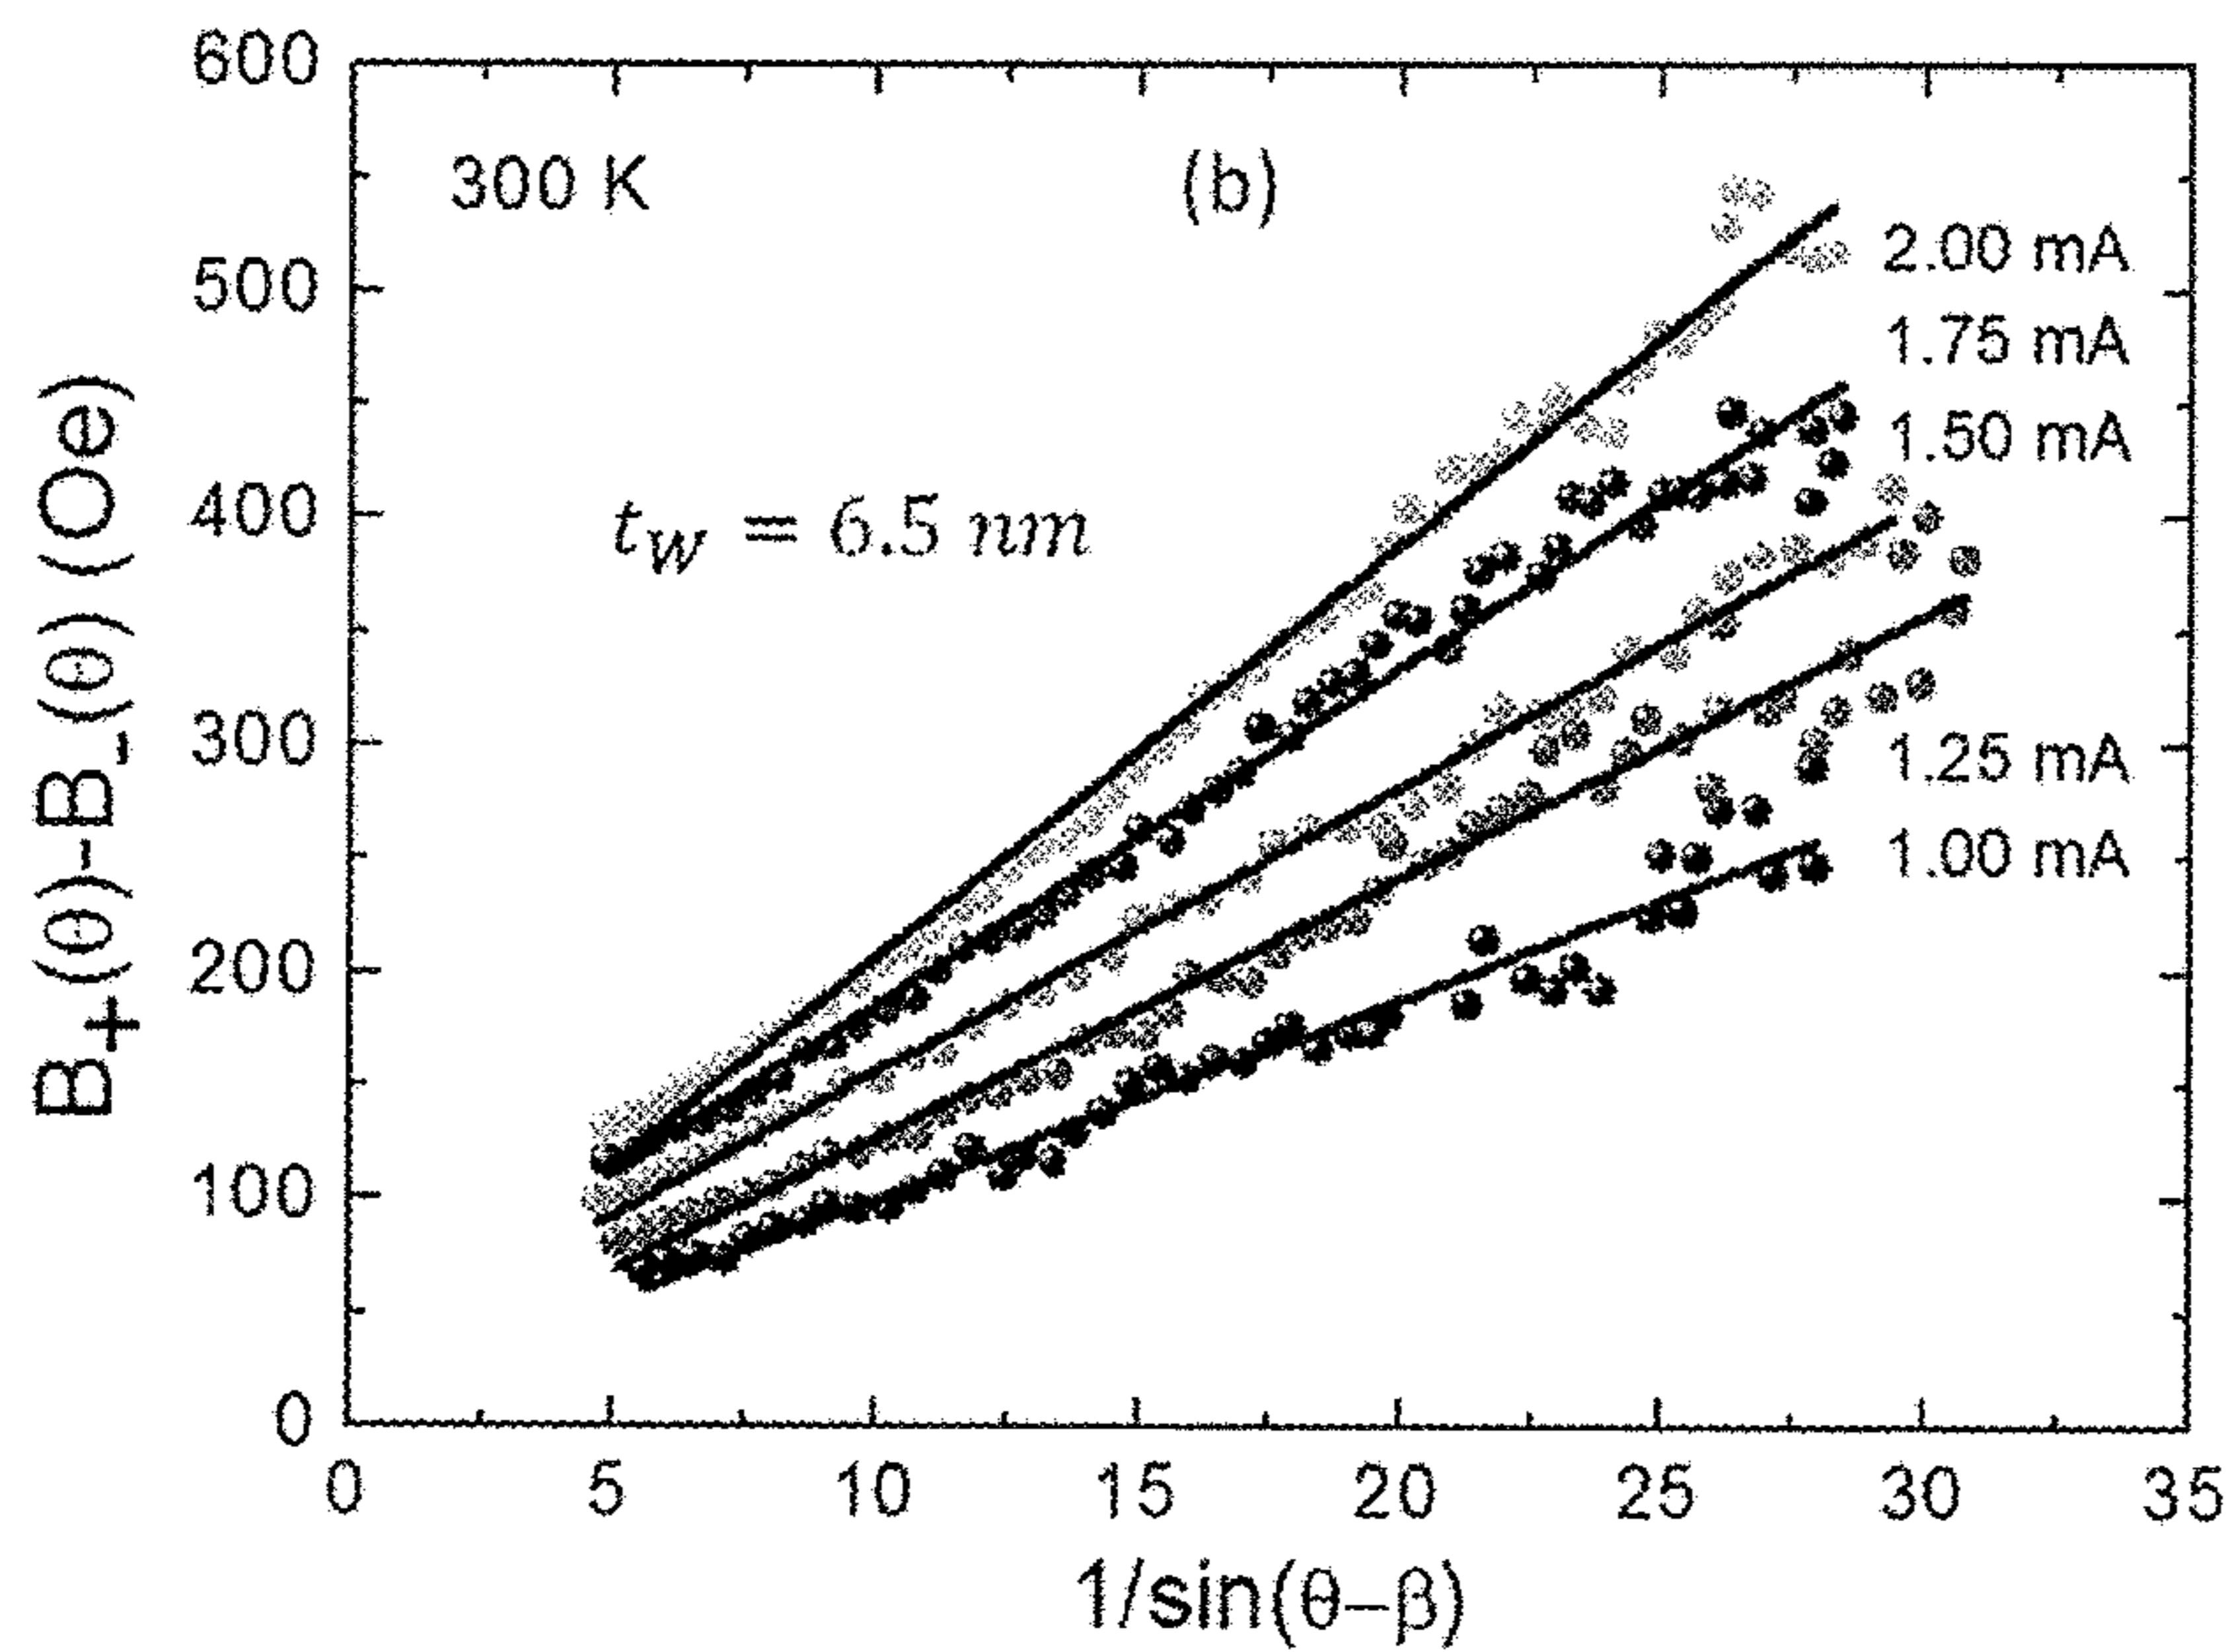 600
500
400
300
200
100
0
B+(θ)-B-(θ) (Oe)
300 K
(b)
t_W = 6.5 nm
2.00 mA
1.75 mA
1.50 mA
1.25 mA
1.00 mA
0 5 10 15 20 25 30 35
1/sin(θ–β)